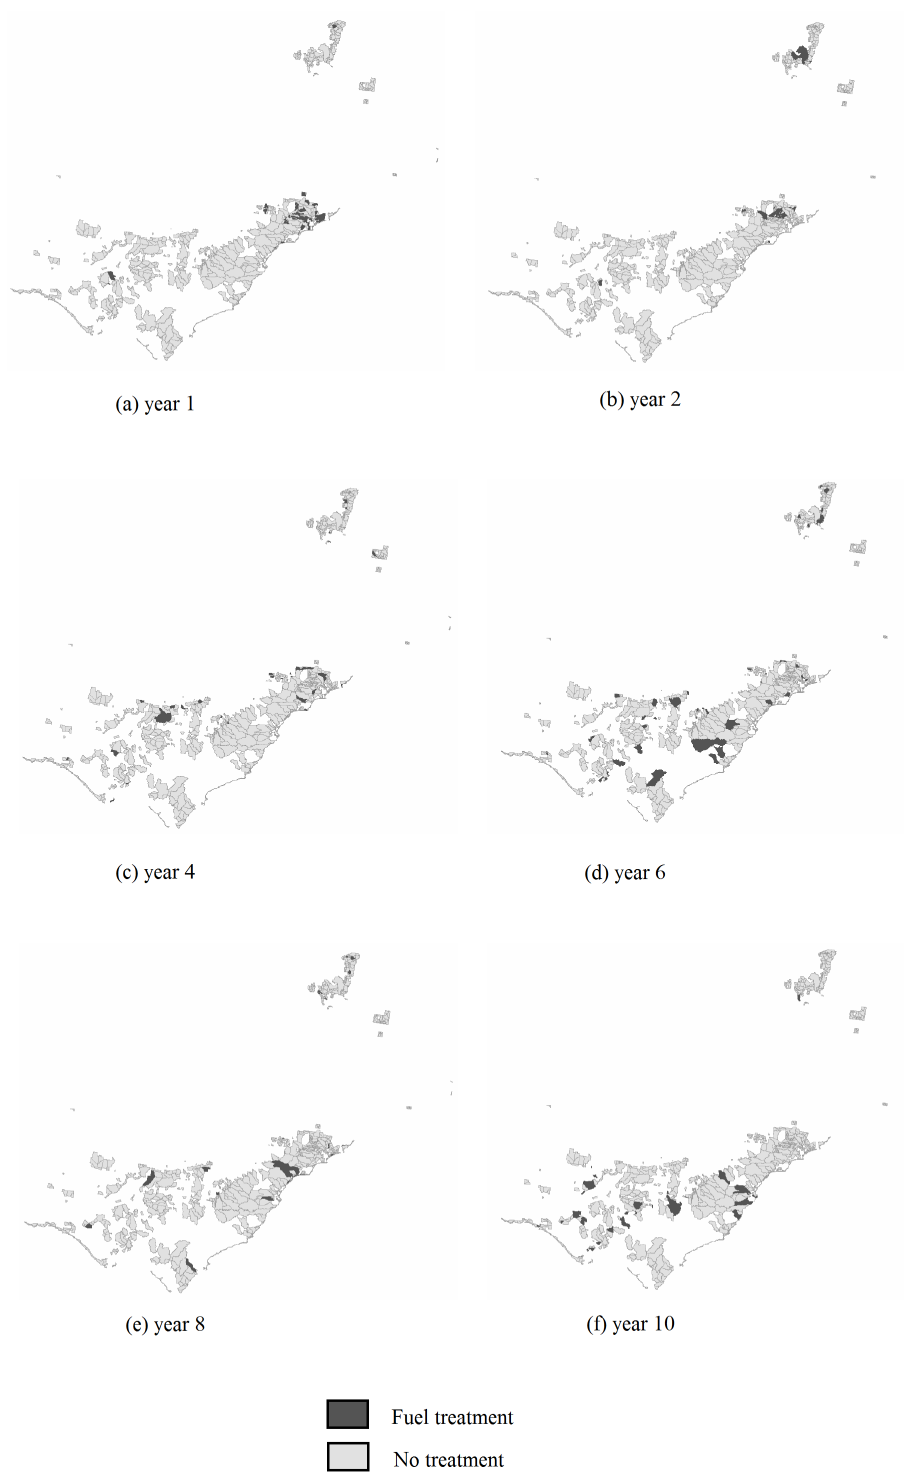 (a) year 1
(b) year 2
(c) year 4
(d) year 6
(e) year 8
(f) year 10
Fuel treatment
No treatment